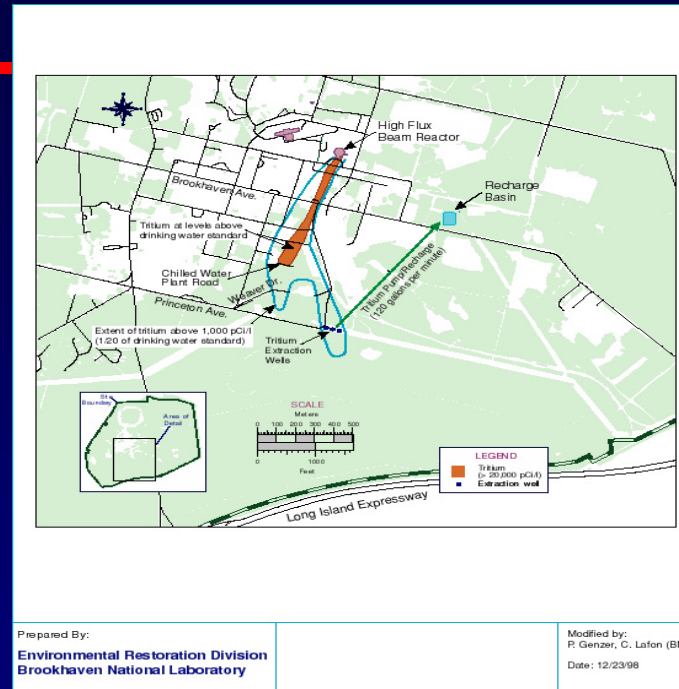 High Flux
Beam Reactor
Brookhaven Ave.
Recharge
Basin
Tritium at levels above
drinking water standard
Tritium Pump/Recharge
(120 gallons per minute)
Chilled Water
Plant Road
Weaver Dr.
Princeton Ave.
Extent of tritium above 1,000 pCi/l
(1/20 of drinking water standard)
Tritium
Extraction
Wells
Site
Boundary
Area of
Detail
SCALE
Meters
0 100 200 300 400 500
0 1000
Feet
LEGEND
Tritium
(> 20,000 pCi/l)
Extraction well
Long Island Expressway
Prepared By:
Environmental Restoration Division
Brookhaven National Laboratory
Modified by:
P. Genzer, C. Lafon (B
Date: 12/23/98